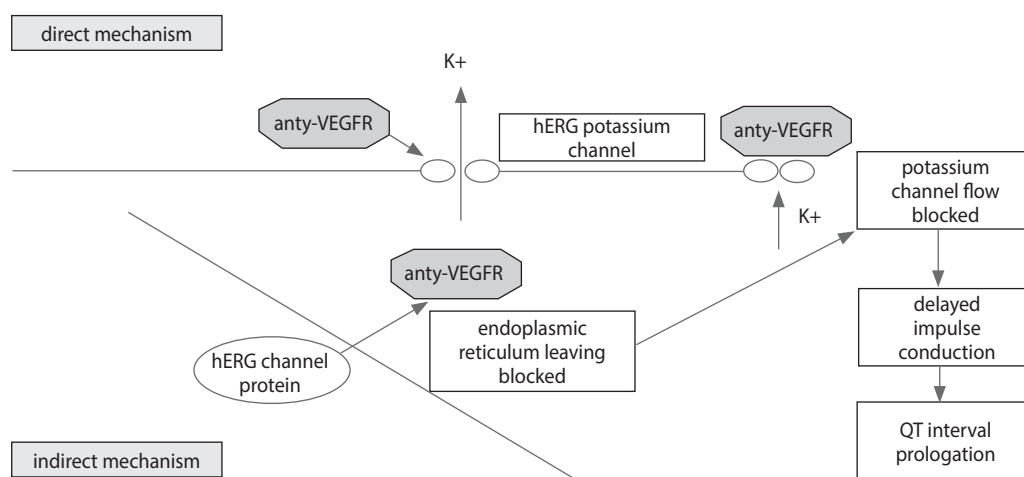 direct mechanism
K+
anty-VEGFR
hERG potassium
channel
anty-VEGFR
potassium
channel flow
blocked
K+
anty-VEGFR
endoplasmic
reticulum leaving
blocked
hERG channel
protein
delayed
impulse
conduction
QT interval
prologation
indirect mechanism